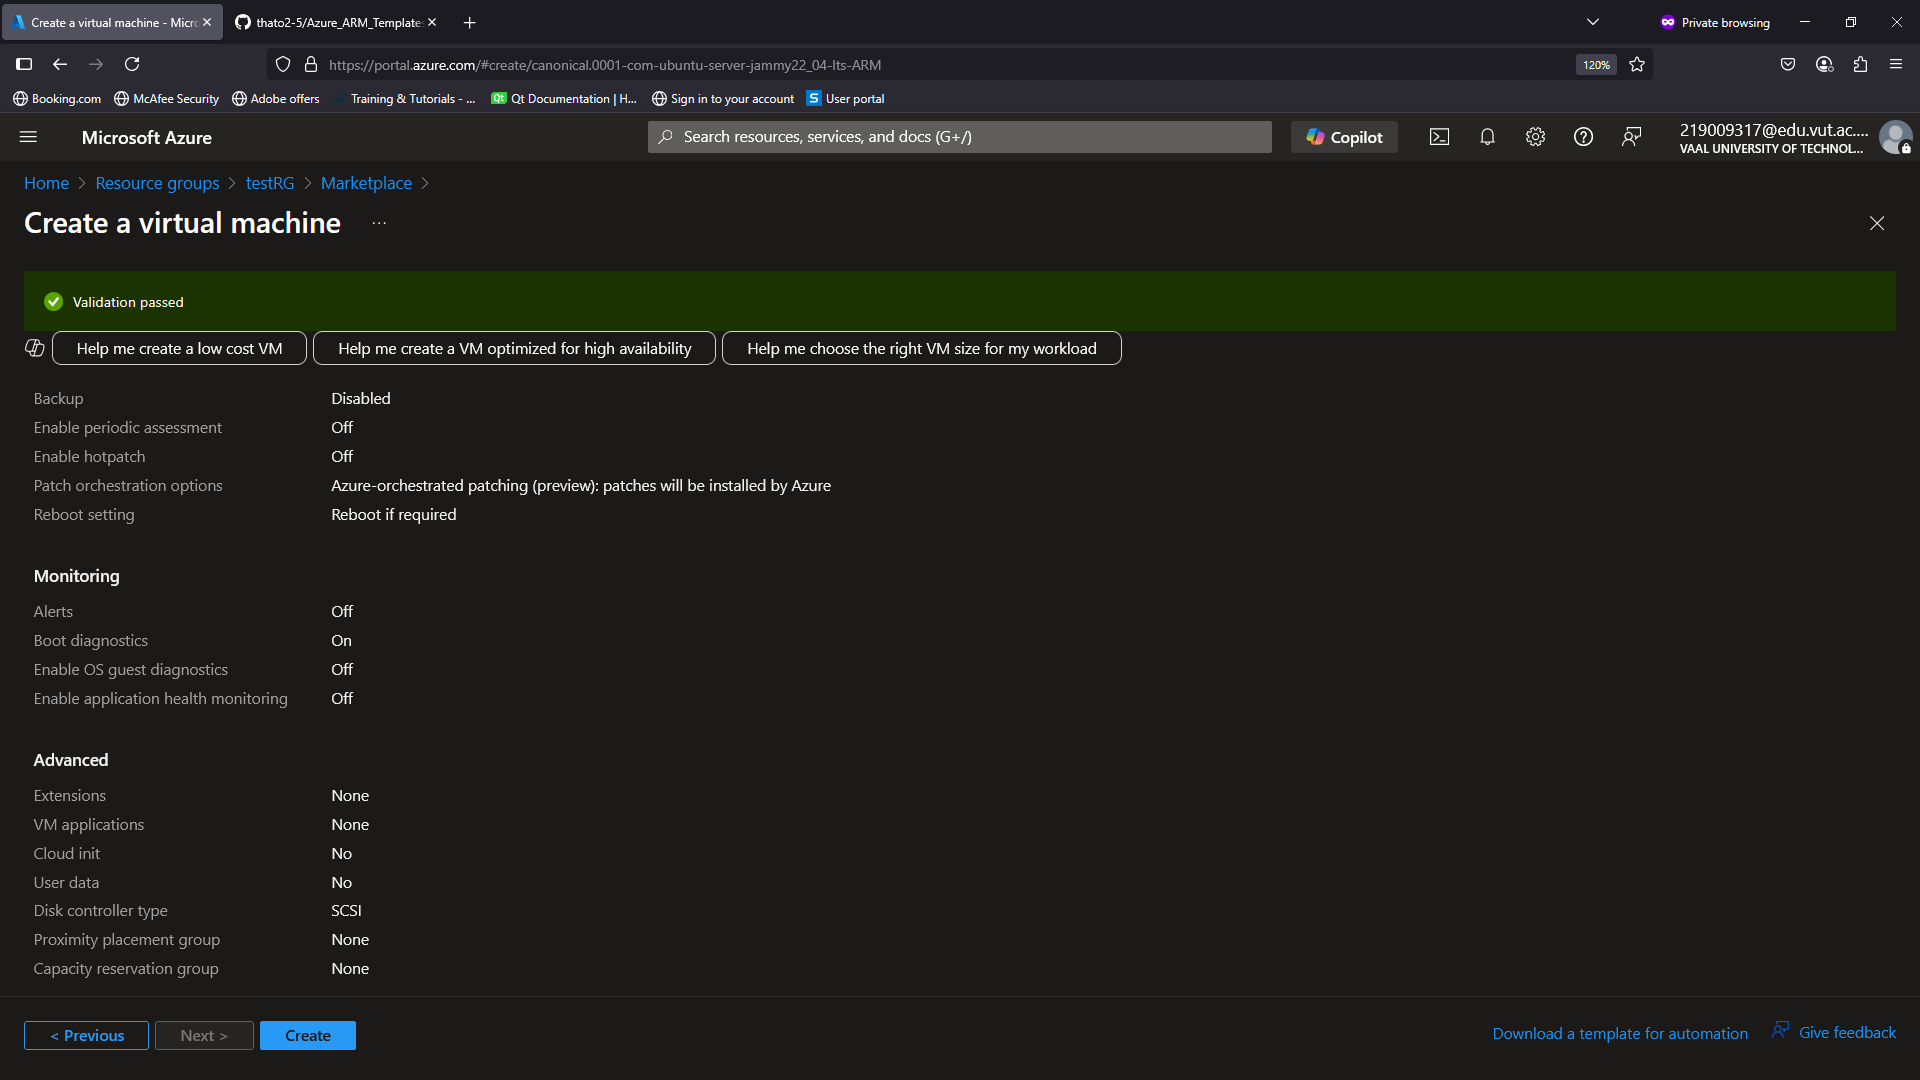 Create a virtual machine - Micro
thato2-5/Azure_ARM_Templates
Private browsing
https://portal.azure.com/#create/canonical.0001-com-ubuntu-server-jammy22_04-lts-ARM
120%
Booking.com
McAfee Security
Adobe offers
Training & Tutorials - ...
Qt
Qt Documentation | H...
Sign in to your account
S
User portal
Microsoft Azure
Search resources, services, and docs (G+/)
Copilot
219009317@edu.vut.ac....
VAAL UNIVERSITY OF TECHNOL...
Home > Resource groups > testRG > Marketplace >
Create a virtual machine ...
Validation passed
Help me create a low cost VM
Help me create a VM optimized for high availability
Help me choose the right VM size for my workload
Backup Disabled
Enable periodic assessment Off
Enable hotpatch Off
Patch orchestration options Azure-orchestrated patching (preview): patches will be installed by Azure
Reboot setting Reboot if required
Monitoring
Alerts Off
Boot diagnostics On
Enable OS guest diagnostics Off
Enable application health monitoring Off
Advanced
Extensions None
VM applications None
Cloud init No
User data No
Disk controller type SCSI
Proximity placement group None
Capacity reservation group None
< Previous
Next >
Create
Download a template for automation
Give feedback